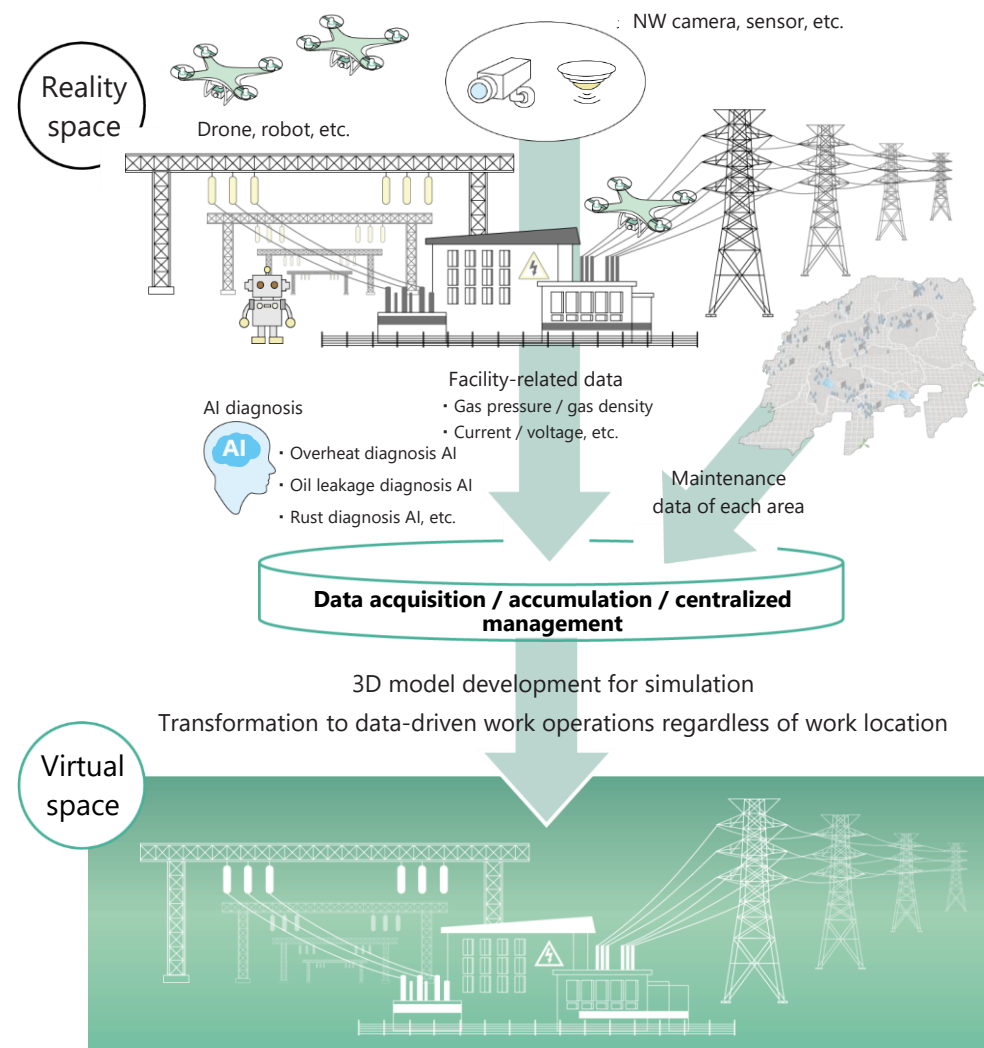 NW camera, sensor, etc.
Reality
space
Drone, robot, etc.
Facility-related data
・Gas pressure / gas density
・Current / voltage, etc.
AI diagnosis
AI
・Overheat diagnosis AI
・Oil leakage diagnosis AI
・Rust diagnosis AI, etc.
Maintenance
data of each area
Data acquisition / accumulation / centralized
management
3D model development for simulation
Transformation to data-driven work operations regardless of work location
Virtual
space